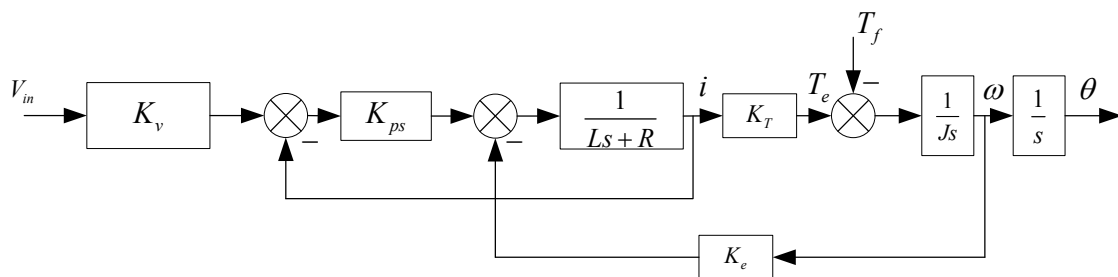 V_in
K_v
−
K_ps
−
1
Ls + R
i
K_T
T_e
T_f
−
1
Js
ω
1
s
θ
K_e